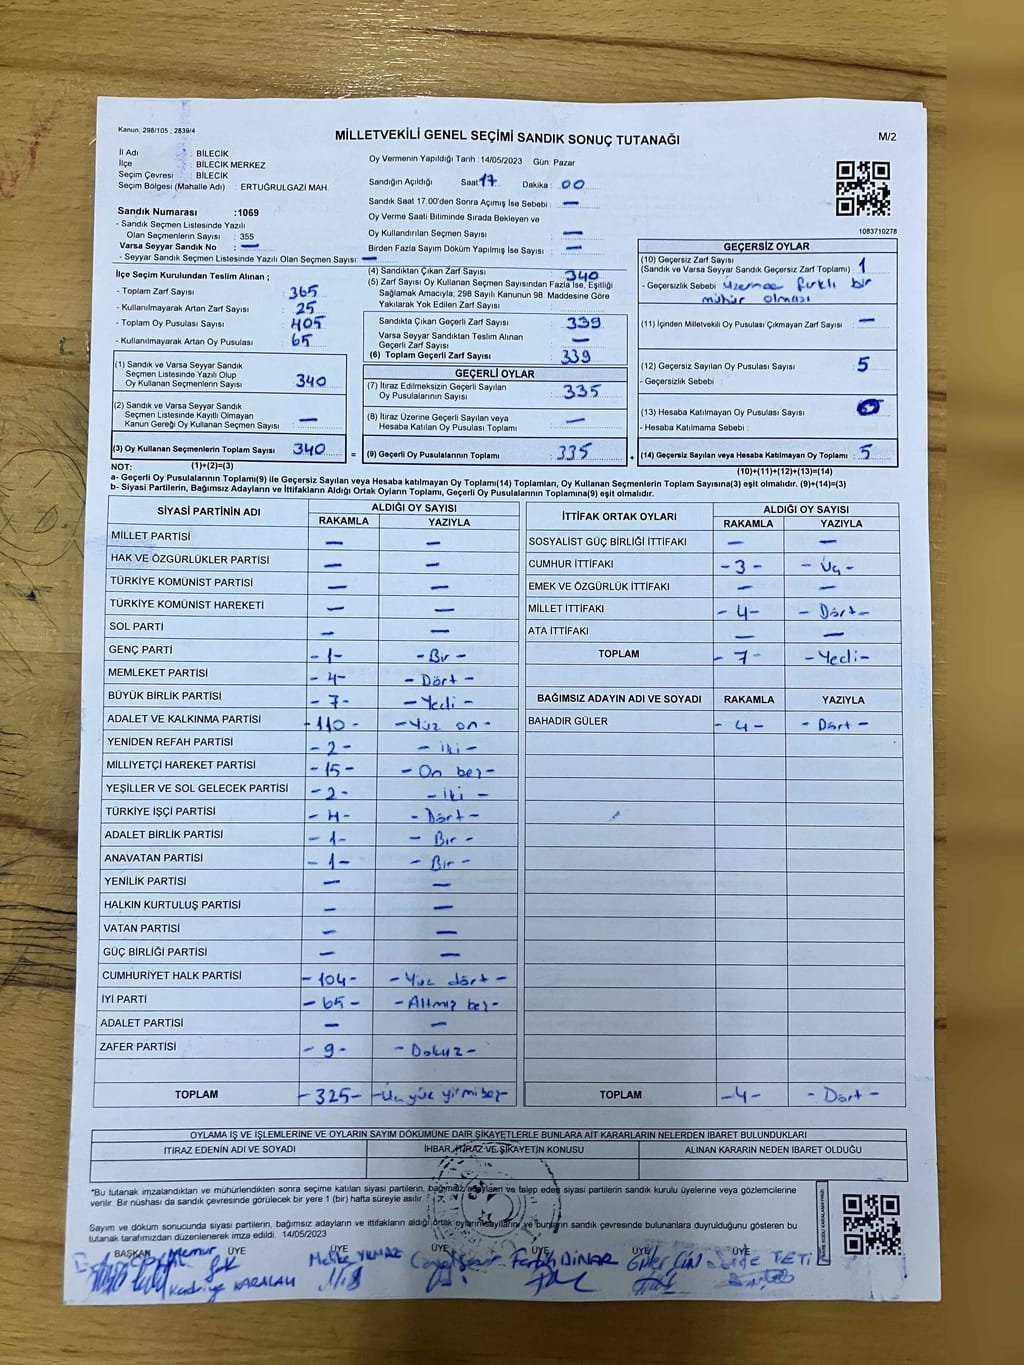 Kanun: 298/105 , 2839/4
MİLLETVEKİLİ GENEL SEÇİMİ SANDIK SONUÇ TUTANAĞI
M/2
İl Adı : BİLECİK
İlçe : BİLECİK MERKEZ
Seçim Çevresi : BİLECİK
Seçim Bölgesi (Mahalle Adı) : ERTUĞRULGAZİ MAH.
Sandık Numarası :1069
- Sandık Seçmen Listesinde Yazılı
Olan Seçmenlerin Sayısı : 355
Varsa Seyyar Sandık No : —
- Seyyar Sandık Seçmen Listesinde Yazılı Olan Seçmen Sayısı: —
Oy Vermenin Yapıldığı Tarih : 14/05/2023 Gün: Pazar
Sandığın Açıldığı Saat: 17 Dakika : 00
Sandık Saat 17.00'den Sonra Açımış İse Sebebi : —
Oy Verme Saati Bitiminde Sırada Bekleyen ve
Oy Kullandırılan Seçmen Sayısı : —
Birden Fazla Sayım Döküm Yapılmış İse Sayısı : —
1083710278
İlçe Seçim Kurulundan Teslim Alınan ;
- Toplam Zarf Sayısı : 365
- Kullanılmayarak Artan Zarf Sayısı : 25
- Toplam Oy Pusulası Sayısı : 405
- Kullanılmayarak Artan Oy Pusulası : 65
(1) Sandık ve Varsa Seyyar Sandık
Seçmen Listesinde Yazılı Olup
Oy Kullanan Seçmenlerin Sayısı : 340
(2) Sandık ve Varsa Seyyar Sandık
Seçmen Listesinde Kayıtlı Olmayan
Kanun Gereği Oy Kullanan Seçmen Sayısı : —
(3) Oy Kullanan Seçmenlerin Toplam Sayısı : 340
(4) Sandıktan Çıkan Zarf Sayısı : 340
(5) Zarf Sayısı Oy Kullanan Seçmen Sayısından Fazla İse, Eşitliği
Sağlamak Amacıyla, 298 Sayılı Kanunun 98. Maddesine Göre
Yakılarak Yok Edilen Zarf Sayısı :
Sandıkta Çıkan Geçerli Zarf Sayısı : 339
Varsa Seyyar Sandıktan Teslim Alınan
Geçerli Zarf Sayısı : —
(6) Toplam Geçerli Zarf Sayısı : 339
GEÇERLİ OYLAR
(7) İtiraz Edilmeksizin Geçerli Sayılan
Oy Pusulalarının Sayısı : 335
(8) İtiraz Üzerine Geçerli Sayılan veya
Hesaba Katılan Oy Pusulası Toplamı : —
= (9) Geçerli Oy Pusulalarının Toplamı : 335
GEÇERSİZ OYLAR
(10) Geçersiz Zarf Sayısı
(Sandık ve Varsa Seyyar Sandık Geçersiz Zarf Toplamı) : 1
- Geçersizlik Sebebi : Üzerinde farklı bir
mühür olması
(11) İçinden Milletvekili Oy Pusulası Çıkmayan Zarf Sayısı : —
(12) Geçersiz Sayılan Oy Pusulası Sayısı : 5
- Geçersizlik Sebebi :
(13) Hesaba Katılmayan Oy Pusulası Sayısı :
- Hesaba Katılmama Sebebi :
+ (14) Geçersiz Sayılan veya Hesaba Katılmayan Oy Toplamı : 5
NOT: (1)+(2)=(3)
(10)+(11)+(12)+(13)=(14)
a- Geçerli Oy Pusulalarının Toplamı(9) ile Geçersiz Sayılan veya Hesaba katılmayan Oy Toplamı(14) Toplamları, Oy Kullanan Seçmenlerin Toplam Sayısına(3) eşit olmalıdır. (9)+(14)=(3)
b- Siyasi Partilerin, Bağımsız Adayların ve İttifakların Aldığı Ortak Oyların Toplamı, Geçerli Oy Pusulalarının Toplamına(9) eşit olmalıdır.
SİYASİ PARTİNİN ADI ALDIĞI OY SAYISI
RAKAMLA YAZIYLA
MİLLET PARTİSİ — —
HAK VE ÖZGÜRLÜKLER PARTİSİ — —
TÜRKİYE KOMÜNİST PARTİSİ — —
TÜRKİYE KOMÜNİST HAREKETİ — —
SOL PARTİ — —
GENÇ PARTİ -1- - Bir -
MEMLEKET PARTİSİ -4- - Dört -
BÜYÜK BİRLİK PARTİSİ -7- - Yedi -
ADALET VE KALKINMA PARTİSİ -110- - Yüz on -
YENİDEN REFAH PARTİSİ -2- - iki -
MİLLİYETÇİ HAREKET PARTİSİ -15- - On beş -
YEŞİLLER VE SOL GELECEK PARTİSİ -2- - iki -
TÜRKİYE İŞÇİ PARTİSİ -4- - Dört -
ADALET BİRLİK PARTİSİ -1- - Bir -
ANAVATAN PARTİSİ -1- - Bir -
YENİLİK PARTİSİ — —
HALKIN KURTULUŞ PARTİSİ — —
VATAN PARTİSİ — —
GÜÇ BİRLİĞİ PARTİSİ — —
CUMHURİYET HALK PARTİSİ -104- - Yüz dört -
İYİ PARTİ -65- - Altmış beş -
ADALET PARTİSİ — —
ZAFER PARTİSİ -9- - Dokuz -
TOPLAM -325- - Üç yüz yirmi beş -
İTTİFAK ORTAK OYLARI ALDIĞI OY SAYISI
RAKAMLA YAZIYLA
SOSYALİST GÜÇ BİRLİĞİ İTTİFAKI — —
CUMHUR İTTİFAKI -3- - Üç -
EMEK VE ÖZGÜRLÜK İTTİFAKI — —
MİLLET İTTİFAKI -4- - Dört -
ATA İTTİFAKI — —
TOPLAM -7- - Yedi -
BAĞIMSIZ ADAYIN ADI VE SOYADI RAKAMLA YAZIYLA
BAHADIR GÜLER -4- - Dört -
TOPLAM -4- - Dört -
OYLAMA İŞ VE İŞLEMLERİNE VE OYLARIN SAYIM DÖKÜMÜNE DAİR ŞİKAYETLERLE BUNLARA AİT KARARLARIN NELERDEN İBARET BULUNDUKLARI
İTİRAZ EDENİN ADI VE SOYADI İHBAR, İTİRAZ VE ŞİKAYETİN KONUSU ALINAN KARARIN NEDEN İBARET OLDUĞU
*Bu tutanak imzalandıktan ve mühürlendikten sonra seçime katılan siyasi partilerin, bağımsız adayların ve talep eden siyasi partilerin sandık kurulu üyelerine veya gözlemcilerine
verilir. Bir nüshası da sandık çevresinde görülecek bir yere 1 (bir) hafta süreyle asılır.
Sayım ve döküm sonucunda siyasi partilerin, bağımsız adayların ve ittifakların aldığı ortak oyların sayılarını ve bunların sandık çevresinde bulunanlara duyrulduğunu gösteren bu
tutanak tarafımızdan düzenlenerek imza edildi. 14/05/2023
BAŞKAN Memur ÜYE ÜYE ÜYE ÜYE ÜYE ÜYE
Melike YILMAZ Fatih DİNAR
Kadriye KARALALI